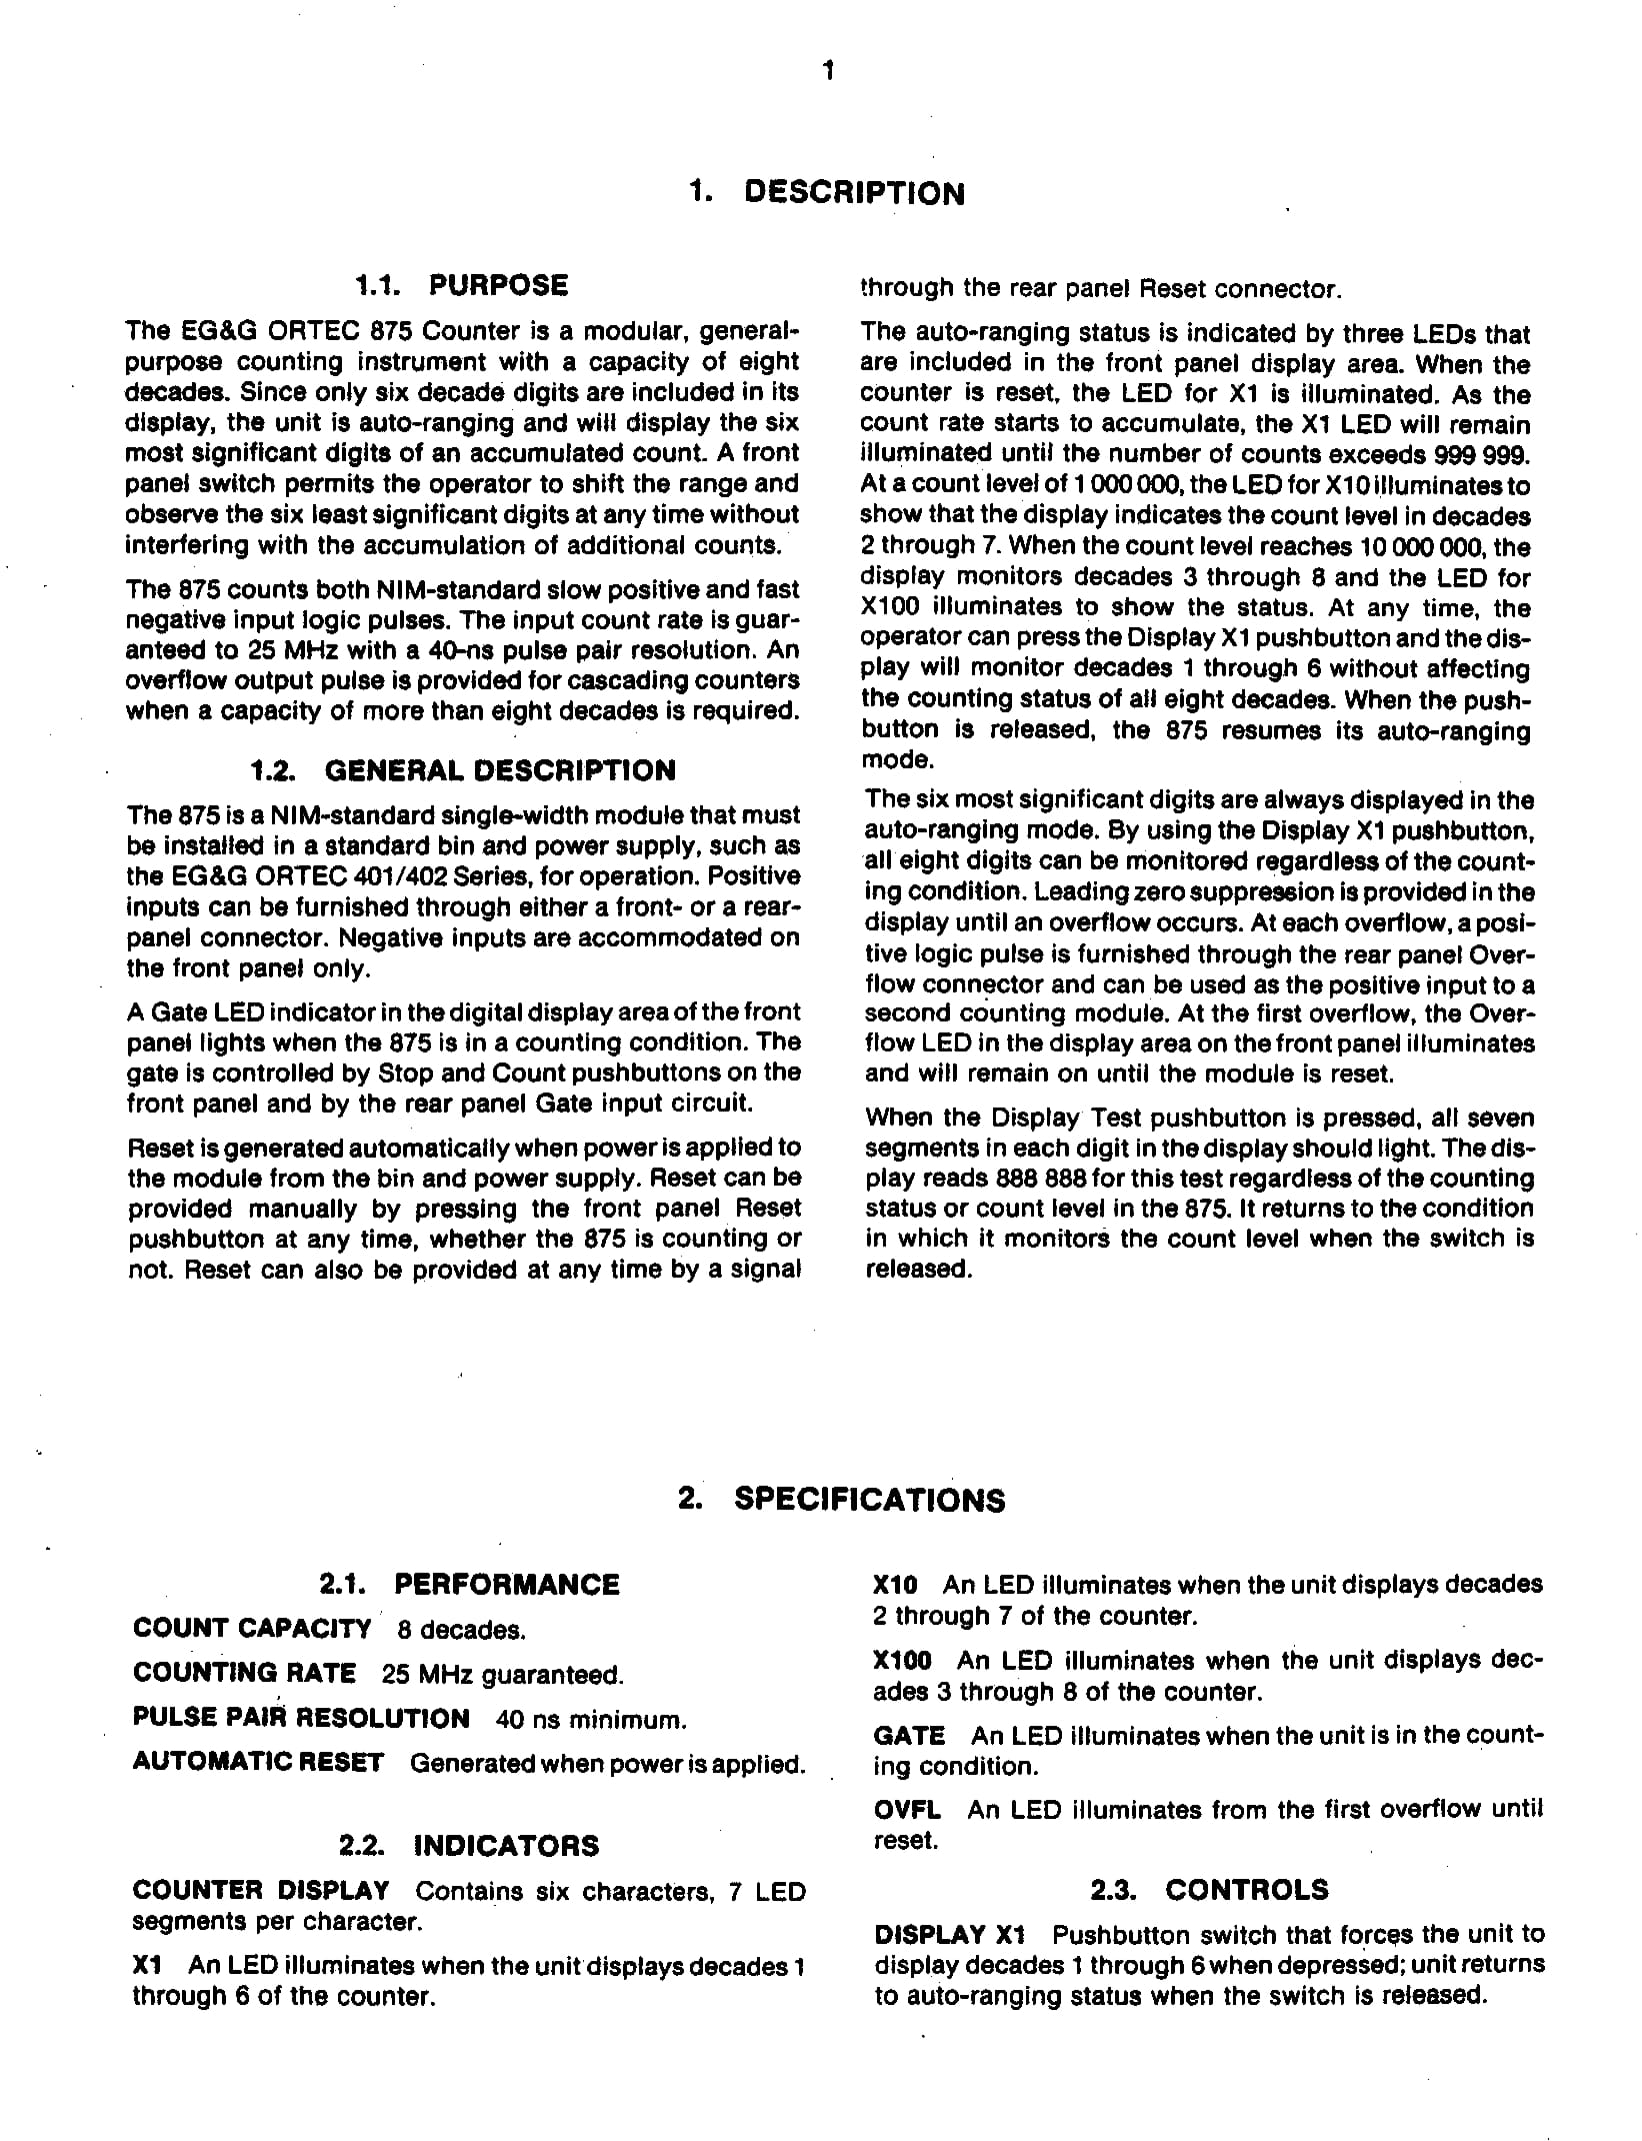 1
1. DESCRIPTION
1.1. PURPOSE
The EG&G ORTEC 875 Counter is a modular, general-
purpose counting instrument with a capacity of eight
decades. Since only six decade digits are included in its
display, the unit is auto-ranging and will display the six
most significant digits of an accumulated count. A front
panel switch permits the operator to shift the range and
observe the six least significant digits at any time without
interfering with the accumulation of additional counts.
The 875 counts both NIM-standard slow positive and fast
negative input logic pulses. The input count rate is guar-
anteed to 25 MHz with a 40-ns pulse pair resolution. An
overflow output pulse is provided for cascading counters
when a capacity of more than eight decades is required.
1.2. GENERAL DESCRIPTION
The 875 is a NIM-standard single-width module that must
be installed in a standard bin and power supply, such as
the EG&G ORTEC 401/402 Series, for operation. Positive
inputs can be furnished through either a front- or a rear-
panel connector. Negative inputs are accommodated on
the front panel only.
A Gate LED indicator in the digital display area of the front
panel lights when the 875 is in a counting condition. The
gate is controlled by Stop and Count pushbuttons on the
front panel and by the rear panel Gate input circuit.
Reset is generated automatically when power is applied to
the module from the bin and power supply. Reset can be
provided manually by pressing the front panel Reset
pushbutton at any time, whether the 875 is counting or
not. Reset can also be provided at any time by a signal
through the rear panel Reset connector.
The auto-ranging status is indicated by three LEDs that
are included in the front panel display area. When the
counter is reset, the LED for X1 is illuminated. As the
count rate starts to accumulate, the X1 LED will remain
illuminated until the number of counts exceeds 999 999.
At a count level of 1 000 000, the LED for X10 illuminates to
show that the display indicates the count level in decades
2 through 7. When the count level reaches 10 000 000, the
display monitors decades 3 through 8 and the LED for
X100 illuminates to show the status. At any time, the
operator can press the Display X1 pushbutton and the dis-
play will monitor decades 1 through 6 without affecting
the counting status of all eight decades. When the push-
button is released, the 875 resumes its auto-ranging
mode.
The six most significant digits are always displayed in the
auto-ranging mode. By using the Display X1 pushbutton,
all eight digits can be monitored regardless of the count-
ing condition. Leading zero suppression is provided in the
display until an overflow occurs. At each overflow, a posi-
tive logic pulse is furnished through the rear panel Over-
flow connector and can be used as the positive input to a
second counting module. At the first overflow, the Over-
flow LED in the display area on the front panel illuminates
and will remain on until the module is reset.
When the Display Test pushbutton is pressed, all seven
segments in each digit in the display should light. The dis-
play reads 888 888 for this test regardless of the counting
status or count level in the 875. It returns to the condition
in which it monitors the count level when the switch is
released.
2. SPECIFICATIONS
2.1. PERFORMANCE
COUNT CAPACITY 8 decades.
COUNTING RATE 25 MHz guaranteed.
PULSE PAIR RESOLUTION 40 ns minimum.
AUTOMATIC RESET Generated when power is applied.
2.2. INDICATORS
COUNTER DISPLAY Contains six characters, 7 LED
segments per character.
X1 An LED illuminates when the unit displays decades 1
through 6 of the counter.
X10 An LED illuminates when the unit displays decades
2 through 7 of the counter.
X100 An LED illuminates when the unit displays dec-
ades 3 through 8 of the counter.
GATE An LED illuminates when the unit is in the count-
ing condition.
OVFL An LED illuminates from the first overflow until
reset.
2.3. CONTROLS
DISPLAY X1 Pushbutton switch that forces the unit to
display decades 1 through 6 when depressed; unit returns
to auto-ranging status when the switch is released.